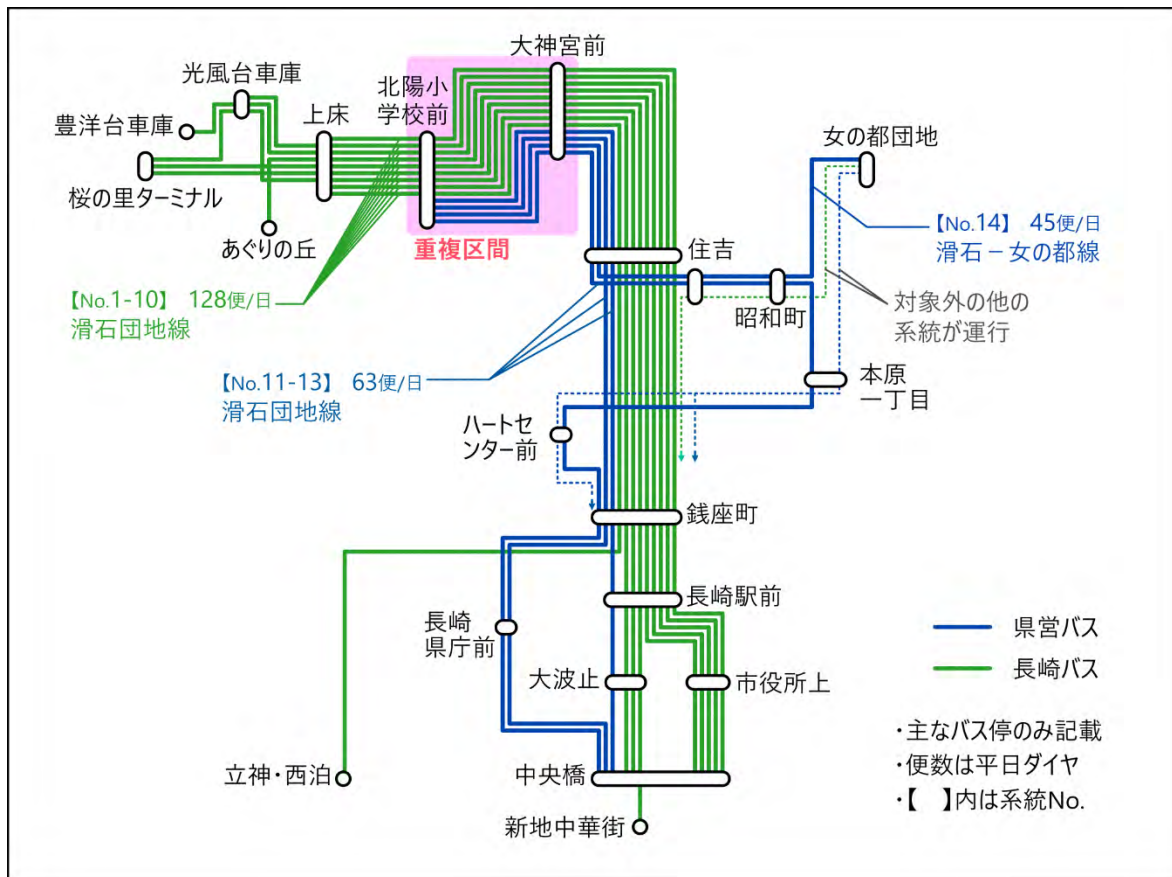 大神宮前
光風台車庫
北陽小
学校前
上床
豊洋台車庫
女の都団地
桜の里ターミナル
あぐりの丘
重複区間
住吉
【No.14】 45便/日
滑石－女の都線
【No.1-10】 128便/日
滑石団地線
昭和町
対象外の他の
系統が運行
【No.11-13】 63便/日
滑石団地線
本原
一丁目
ハートセ
ンター前
銭座町
長崎駅前
長崎
県庁前
県営バス
長崎バス
大波止
市役所上
・主なバス停のみ記載
・便数は平日ダイヤ
・【　】内は系統No.
立神・西泊
中央橋
新地中華街